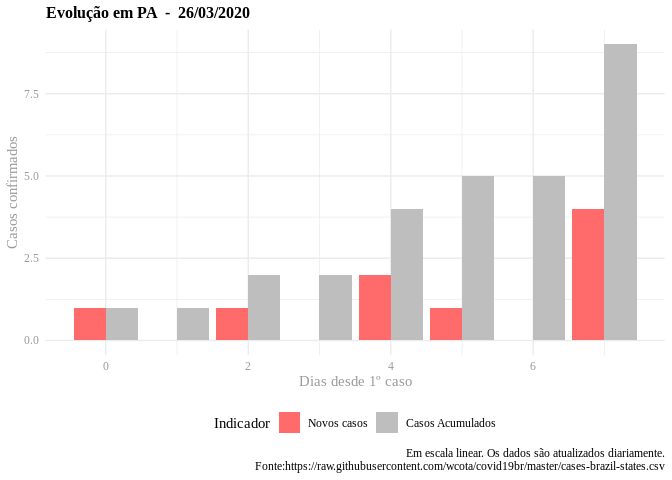 Evolução em PA  -  26/03/2020
Casos confirmados
7.5
5.0
2.5
0.0
0 2 4 6
Dias desde 1º caso
Indicador Novos casos Casos Acumulados
Em escala linear. Os dados são atualizados diariamente.
Fonte:https://raw.githubusercontent.com/wcota/covid19br/master/cases-brazil-states.csv